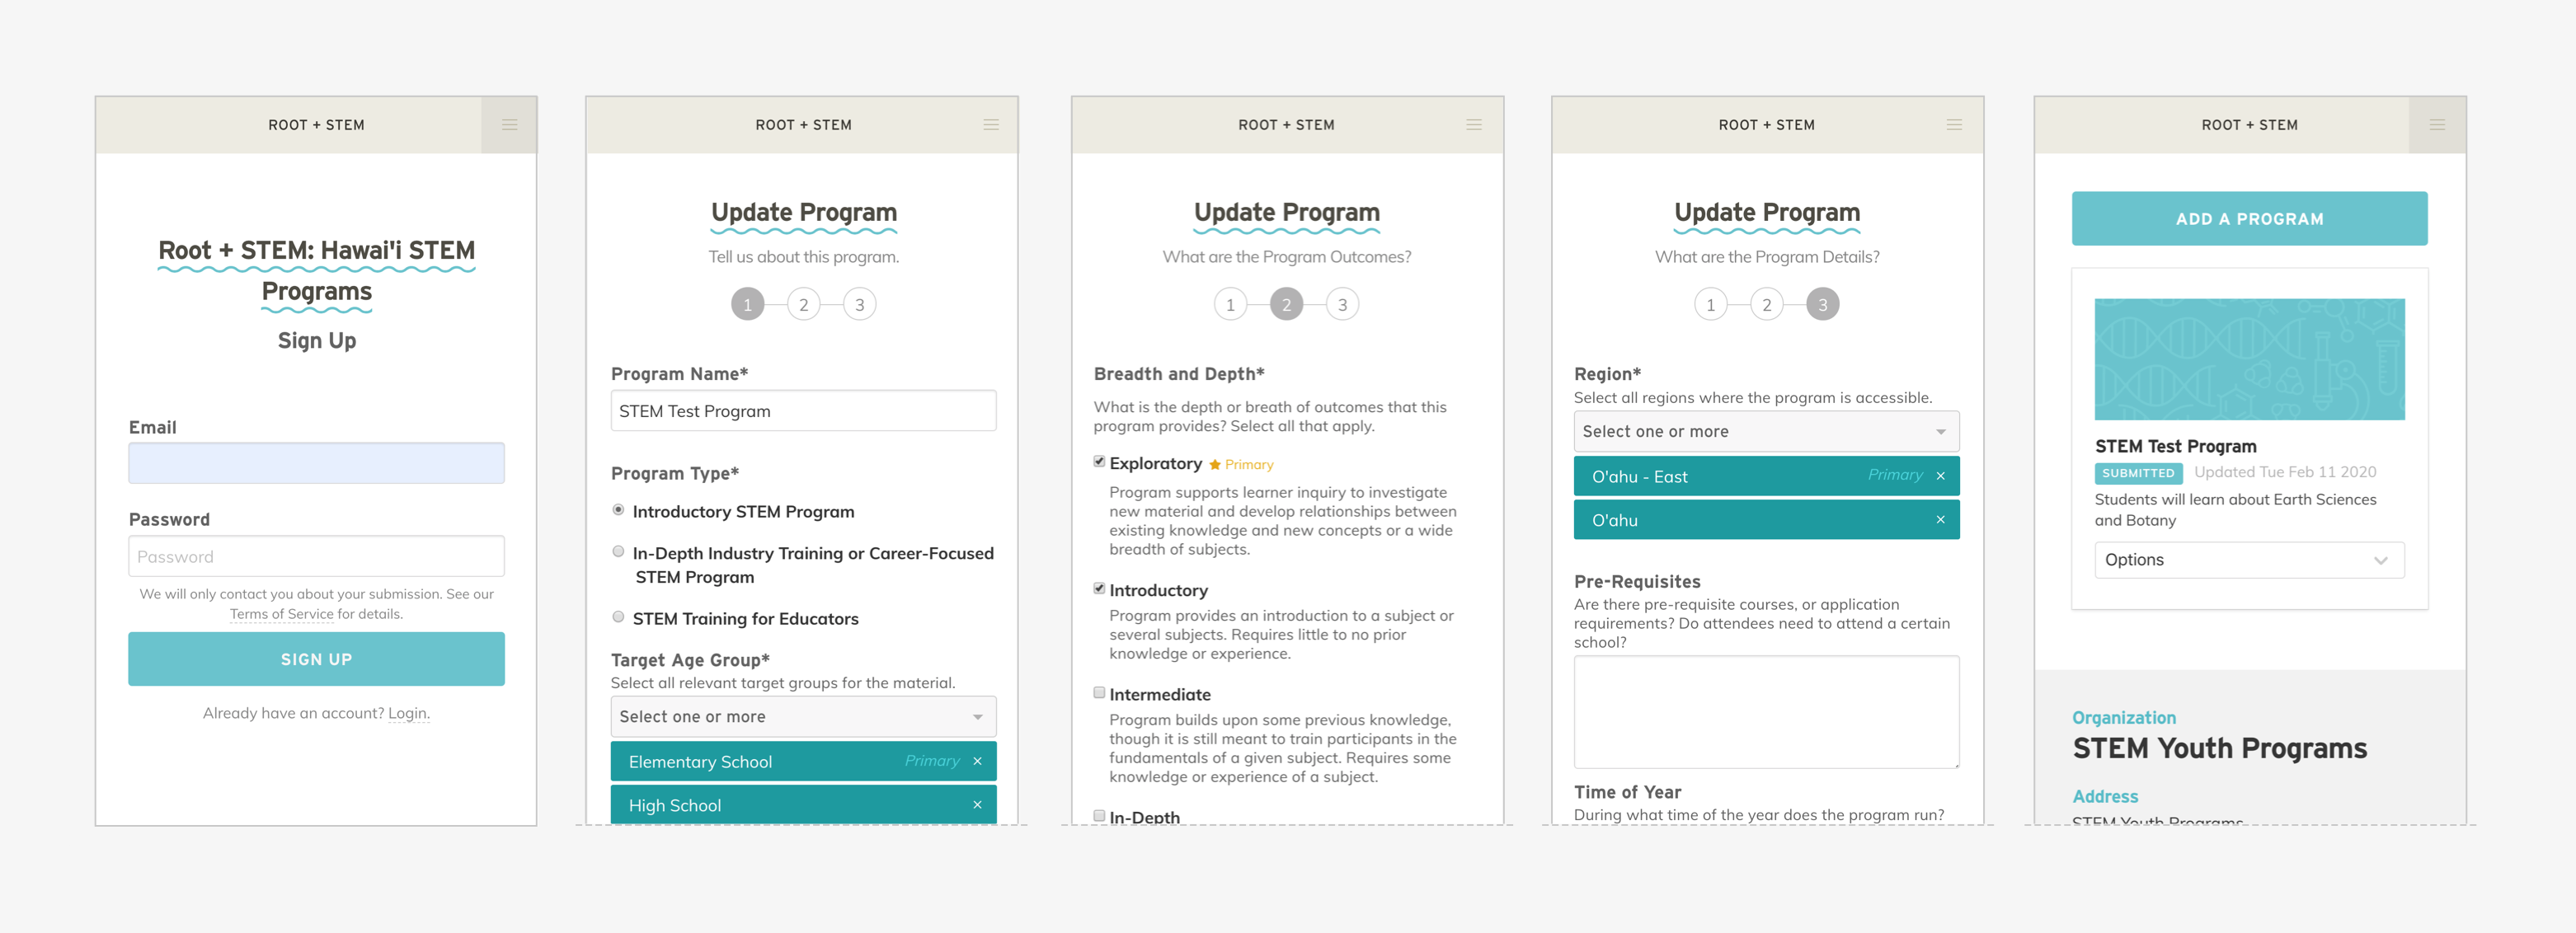 ROOT + STEM
Root + STEM: Hawai'i STEM
Programs
Sign Up
Email
Password
Password
We will only contact you about your submission. See our
Terms of Service for details.
SIGN UP
Already have an account? Login.
ROOT + STEM
Update Program
Tell us about this program.
1 2 3
Program Name*
STEM Test Program
Program Type*
Introductory STEM Program
In-Depth Industry Training or Career-Focused
STEM Program
STEM Training for Educators
Target Age Group*
Select all relevant target groups for the material.
Select one or more
Elementary School Primary ×
High School ×
ROOT + STEM
Update Program
What are the Program Outcomes?
1 2 3
Breadth and Depth*
What is the depth or breath of outcomes that this
program provides? Select all that apply.
Exploratory ★ Primary
Program supports learner inquiry to investigate
new material and develop relationships between
existing knowledge and new concepts or a wide
breadth of subjects.
Introductory
Program provides an introduction to a subject or
several subjects. Requires little to no prior
knowledge or experience.
Intermediate
Program builds upon some previous knowledge,
though it is still meant to train participants in the
fundamentals of a given subject. Requires some
knowledge or experience of a subject.
In-Depth
ROOT + STEM
Update Program
What are the Program Details?
1 2 3
Region*
Select all regions where the program is accessible.
Select one or more
O'ahu - East Primary ×
O'ahu ×
Pre-Requisites
Are there pre-requisite courses, or application
requirements? Do attendees need to attend a certain
school?
Time of Year
During what time of the year does the program run?
ROOT + STEM
ADD A PROGRAM
STEM Test Program
SUBMITTED Updated Tue Feb 11 2020
Students will learn about Earth Sciences
and Botany
Options
Organization
STEM Youth Programs
Address
STEM Youth Programs